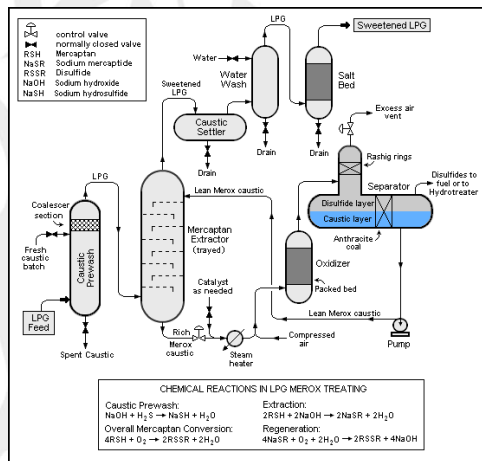 control valve
normally closed valve
RSH Mercaptan
NaSR Sodium mercaptide
RSSR Disulfide
NaOH Sodium hydroxide
NaSH Sodium hydrosulfide
LPG
Sweetened LPG
Water
Water
Wash
Salt
Bed
Sweetened
LPG
Caustic
Settler
Drain
Drain
Drain
Excess air
vent
Rashig rings
Separator
Disulfides to
fuel or to
Hydrotreater
Disulfide layer
Caustic layer
Anthracite
coal
LPG
Coalescer
section
Fresh
caustic
batch
Caustic
Prewash
LPG
Feed
Spent Caustic
LPG
Mercaptan
Extractor
(trayed)
Lean Merox caustic
Catalyst
as needed
Oxidizer
Packed bed
Rich
Merox
caustic
Steam
heater
Compressed
air
Lean Merox caustic
Pump
CHEMICAL REACTIONS IN LPG MEROX TREATING
Caustic Prewash:
NaOH + H₂S → NaSH + H₂O
Extraction:
2RSH + 2NaOH → 2NaSR + 2H₂O
Overall Mercaptan Conversion:
4RSH + O₂ → 2RSSR + 2H₂O
Regeneration:
4NaSR + O₂ + 2H₂O → 2RSSR + 4NaOH